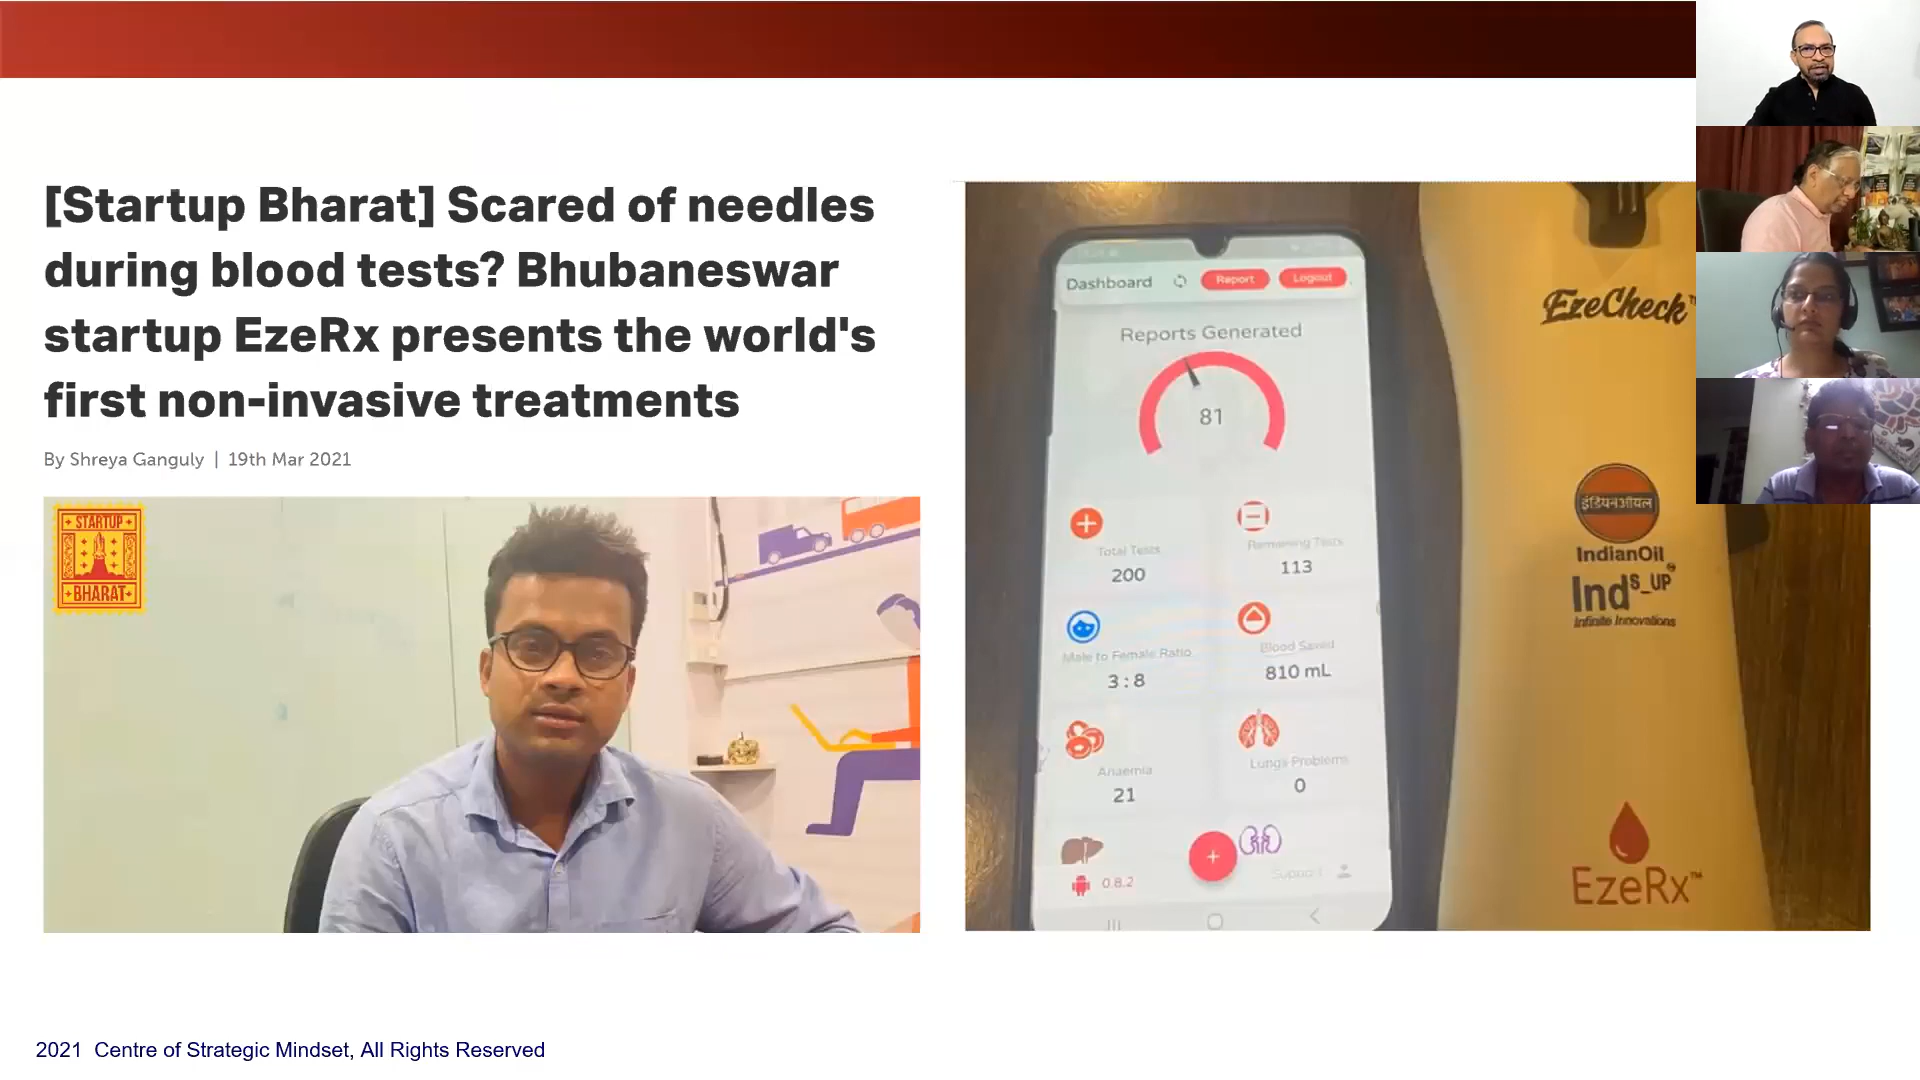 [Startup Bharat] Scared of needles
during blood tests? Bhubaneswar
startup EzeRx presents the world's
first non-invasive treatments
By Shreya Ganguly | 19th Mar 2021
STARTUP
BHARAT
Dashboard
Report
Logout
Reports Generated
81
Total Tests
200
Remaining Tests
113
Male to Female Ratio
3 : 8
Blood Saved
810 mL
Anaemia
21
Lungs Problems
0
0.8.2
Support
EzeCheck™
इंडियनऑयल
IndianOil
IndS_UP
Infinite Innovations
EzeRx™
2021 Centre of Strategic Mindset, All Rights Reserved